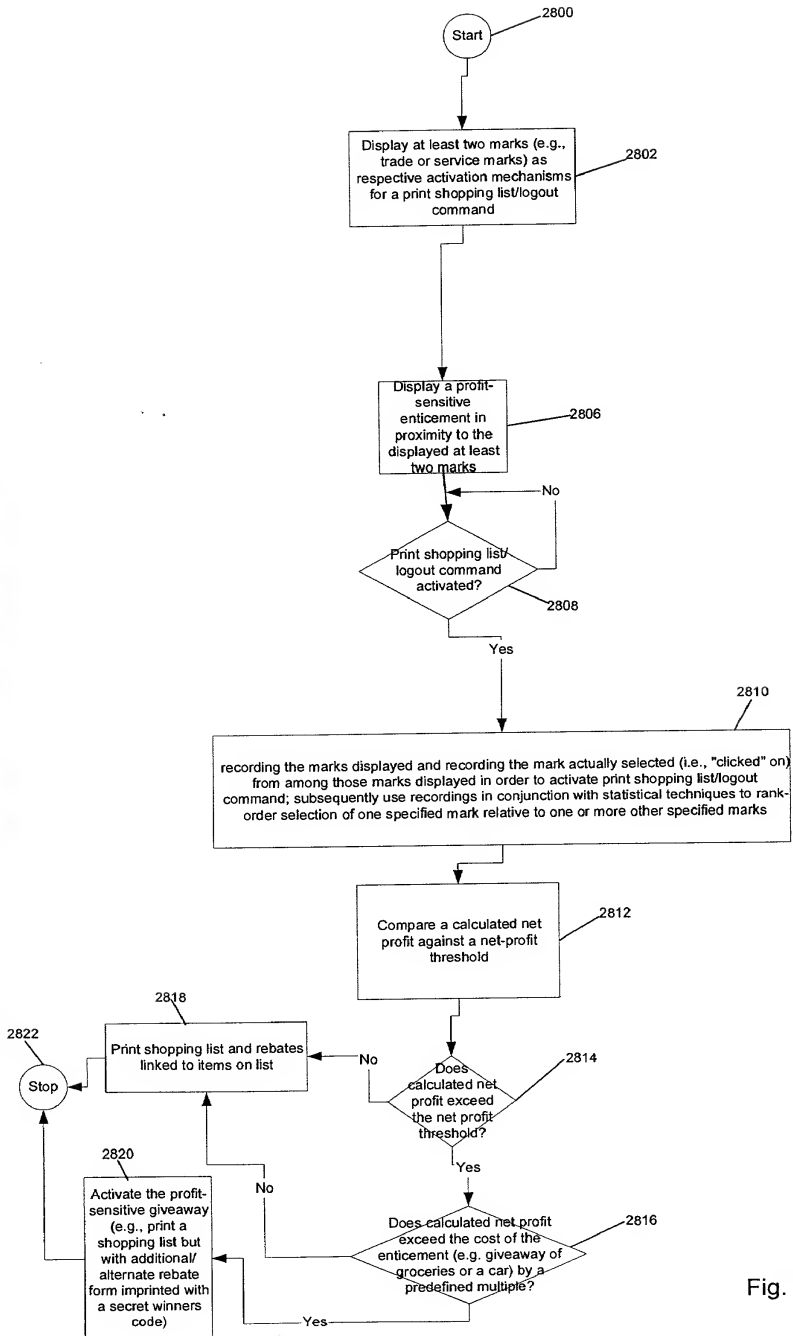 2800
Start
Display at least two marks (e.g.,
trade or service marks) as
respective activation mechanisms
for a print shopping list/logout
command
2802
Display a profit-
sensitive
enticement in
proximity to the
displayed at least
two marks
2806
No
Print shopping list/
logout command
activated?
2808
Yes
2810
recording the marks displayed and recording the mark actually selected (i.e., "clicked" on)
from among those marks displayed in order to activate print shopping list/logout
command; subsequently use recordings in conjunction with statistical techniques to rank-
order selection of one specified mark relative to one or more other specified marks
Compare a calculated net
profit against a net-profit
threshold
2812
2818
Print shopping list and rebates
linked to items on list
2822
Stop
No
Does
calculated net
profit exceed
the net profit
threshold?
2814
Yes
2820
Activate the profit-
sensitive giveaway
(e.g., print a
shopping list but
with additional/
alternate rebate
form imprinted with
a secret winners
code)
No
Does calculated net profit
exceed the cost of the
enticement (e.g. giveaway of
groceries or a car) by a
predefined multiple?
2816
Yes
Fig.